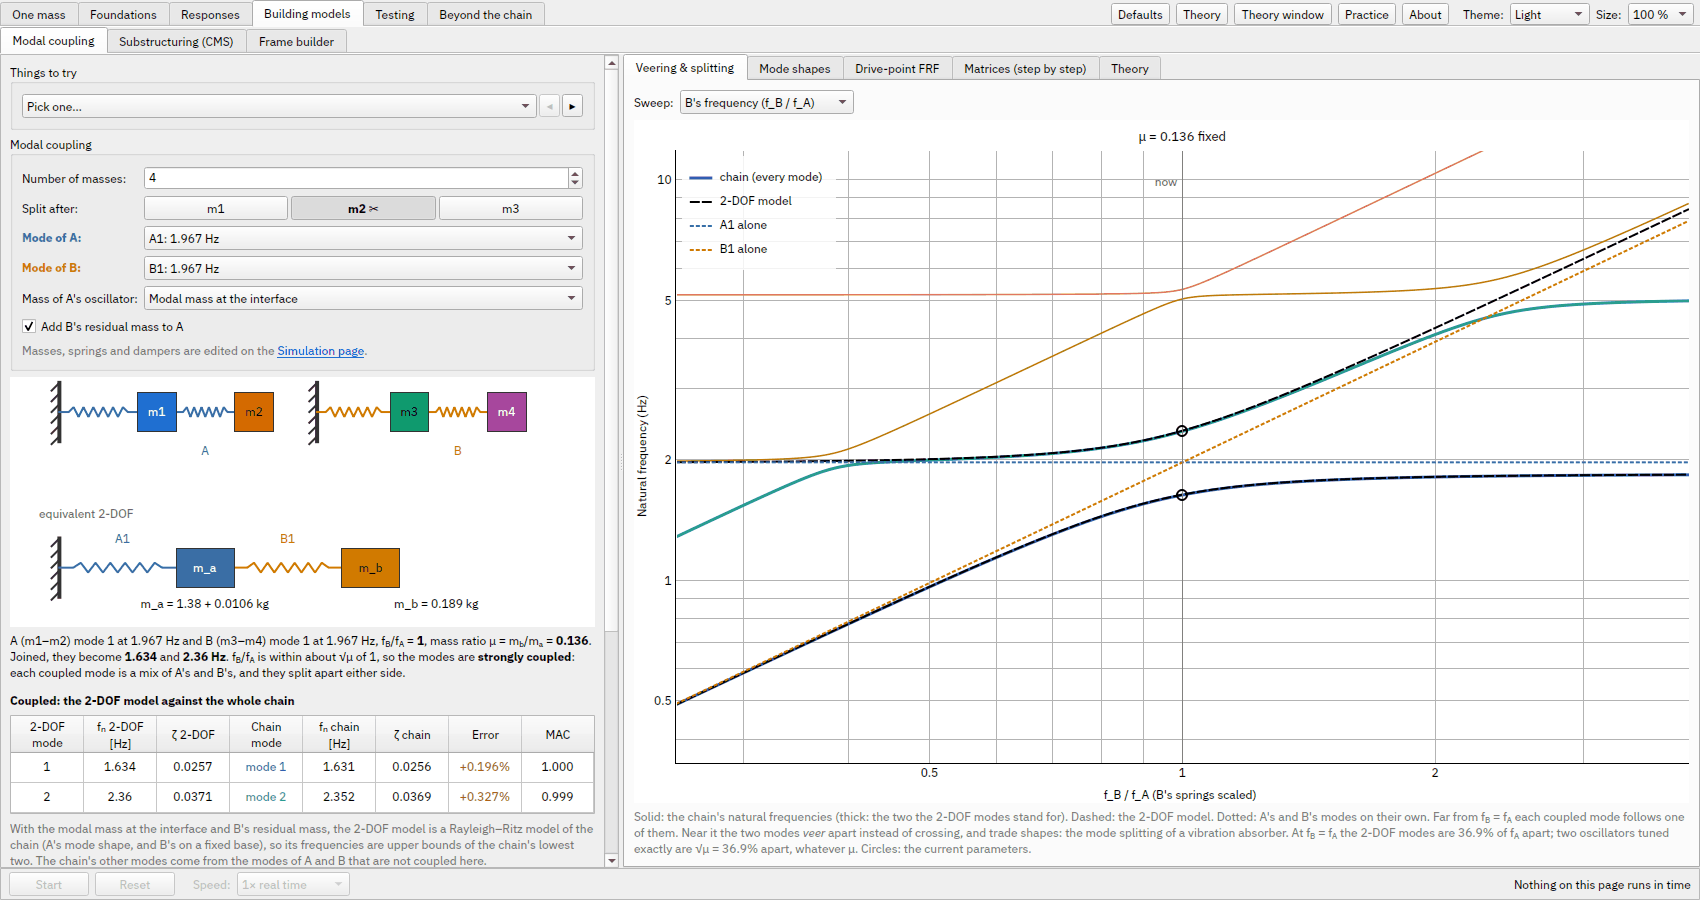 One mass Foundations Responses Building models Testing Beyond the chain Defaults Theory Theory window Practice About Theme: Light Size: 100 %
Modal coupling Substructuring (CMS) Frame builder
Things to try
Pick one...
Modal coupling
Number of masses: 4
Split after: m1 m2 ✂ m3
Mode of A: A1: 1.967 Hz
Mode of B: B1: 1.967 Hz
Mass of A's oscillator: Modal mass at the interface
Add B's residual mass to A
Masses, springs and dampers are edited on the Simulation page.
m1 m2 m3 m4
A B
equivalent 2-DOF
A1 B1
m_a m_b
m_a = 1.38 + 0.0106 kg m_b = 0.189 kg
A (m1–m2) mode 1 at 1.967 Hz and B (m3–m4) mode 1 at 1.967 Hz, fB/fA = 1, mass ratio μ = mb/ma = 0.136.
Joined, they become 1.634 and 2.36 Hz. fB/fA is within about √μ of 1, so the modes are strongly coupled:
each coupled mode is a mix of A's and B's, and they split apart either side.
Coupled: the 2-DOF model against the whole chain
2-DOF mode fn 2-DOF [Hz] ζ 2-DOF Chain mode fn chain [Hz] ζ chain Error MAC
1 1.634 0.0257 mode 1 1.631 0.0256 +0.196% 1.000
2 2.36 0.0371 mode 2 2.352 0.0369 +0.327% 0.999
With the modal mass at the interface and B's residual mass, the 2-DOF model is a Rayleigh–Ritz model of the
chain (A's mode shape, and B's on a fixed base), so its frequencies are upper bounds of the chain's lowest
two. The chain's other modes come from the modes of A and B that are not coupled here.
Veering & splitting Mode shapes Drive-point FRF Matrices (step by step) Theory
Sweep: B's frequency (f_B / f_A)
μ = 0.136 fixed
chain (every mode)
2-DOF model
A1 alone
B1 alone
now
Natural frequency (Hz)
10
5
2
1
0.5
0.5 1 2
f_B / f_A (B's springs scaled)
Solid: the chain's natural frequencies (thick: the two the 2-DOF modes stand for). Dashed: the 2-DOF model. Dotted: A's and B's modes on their own. Far from fB = fA each coupled mode follows one
of them. Near it the two modes veer apart instead of crossing, and trade shapes: the mode splitting of a vibration absorber. At fB = fA the 2-DOF modes are 36.9% of fA apart; two oscillators tuned
exactly are √μ = 36.9% apart, whatever μ. Circles: the current parameters.
Start Reset Speed: 1× real time Nothing on this page runs in time